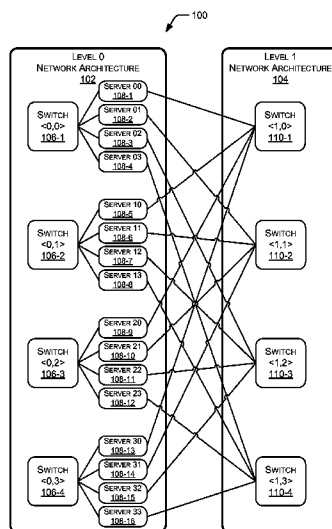 100
LEVEL 0
NETWORK ARCHITECTURE
102
LEVEL 1
NETWORK ARCHITECTURE
104
SWITCH
<0,0>
106-1
SERVER 00
108-1
SERVER 01
108-2
SERVER 02
108-3
SERVER 03
108-4
SWITCH
<1,0>
110-1
SWITCH
<0,1>
106-2
SERVER 10
108-5
SERVER 11
108-6
SERVER 12
108-7
SERVER 13
108-8
SWITCH
<1,1>
110-2
SWITCH
<0,2>
106-3
SERVER 20
108-9
SERVER 21
108-10
SERVER 22
108-11
SERVER 23
108-12
SWITCH
<1,2>
110-3
SWITCH
<0,3>
106-4
SERVER 30
108-13
SERVER 31
108-14
SERVER 32
108-15
SERVER 33
108-16
SWITCH
<1,3>
110-4